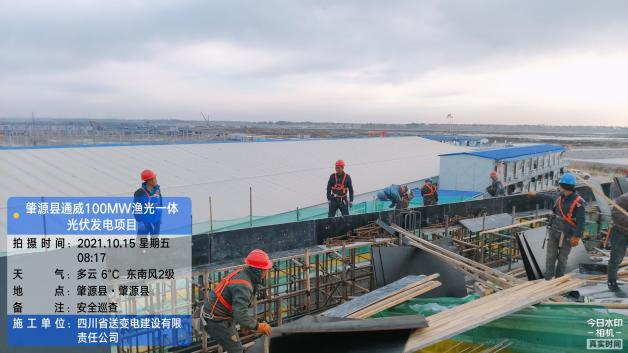 肇源县通威100MW渔光一体
光伏发电项目
拍 摄 时 间：2021.10.15 星期五
08:17
天 气：多云 6°C 东南风2级
地 点：肇源县·肇源县
备 注：安全巡查
施 工 单 位：四川省送变电建设有限
责任公司
今日水印
-相机-
真实时间